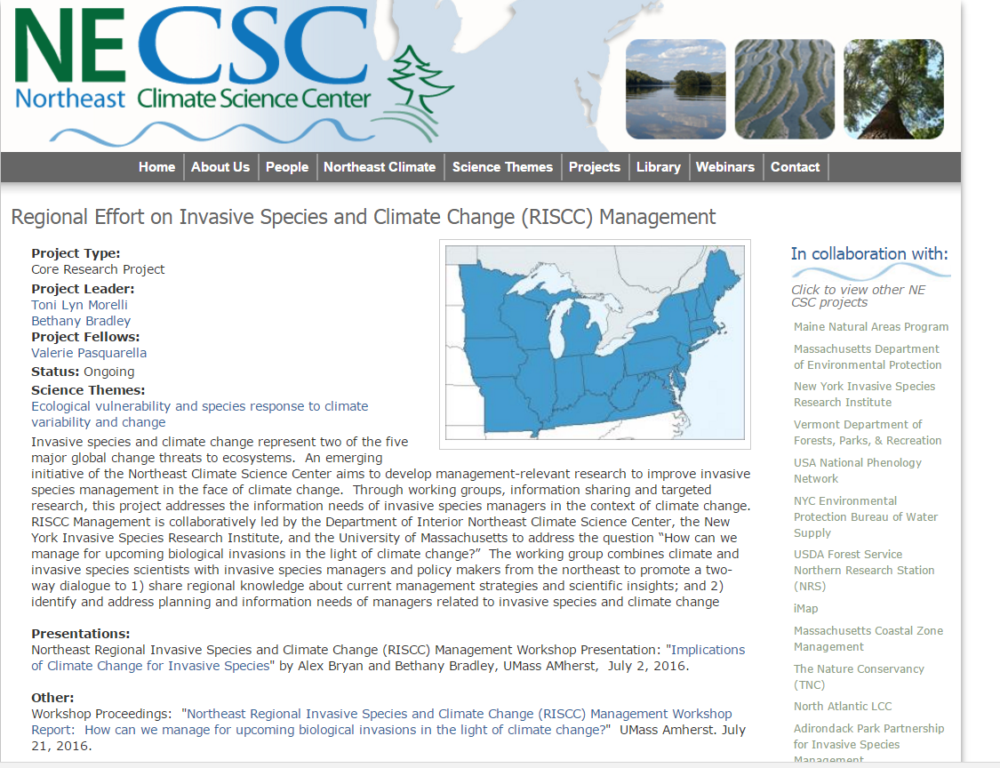 NECSC
Northeast Climate Science Center
Home
About Us
People
Northeast Climate
Science Themes
Projects
Library
Webinars
Contact
Regional Effort on Invasive Species and Climate Change (RISCC) Management
Project Type:
Core Research Project
Project Leader:
Toni Lyn Morelli
Bethany Bradley
Project Fellows:
Valerie Pasquarella
Status: Ongoing
Science Themes:
Ecological vulnerability and species response to climate
variability and change
Invasive species and climate change represent two of the five
major global change threats to ecosystems.  An emerging
initiative of the Northeast Climate Science Center aims to develop management-relevant research to improve invasive
species management in the face of climate change.  Through working groups, information sharing and targeted
research, this project addresses the information needs of invasive species managers in the context of climate change.
RISCC Management is collaboratively led by the Department of Interior Northeast Climate Science Center, the New
York Invasive Species Research Institute, and the University of Massachusetts to address the question “How can we
manage for upcoming biological invasions in the light of climate change?”  The working group combines climate and
invasive species scientists with invasive species managers and policy makers from the northeast to promote a two-
way dialogue to 1) share regional knowledge about current management strategies and scientific insights; and 2)
identify and address planning and information needs of managers related to invasive species and climate change
Presentations:
Northeast Regional Invasive Species and Climate Change (RISCC) Management Workshop Presentation: "Implications
of Climate Change for Invasive Species" by Alex Bryan and Bethany Bradley, UMass AMherst,  July 2, 2016.
Other:
Workshop Proceedings:  "Northeast Regional Invasive Species and Climate Change (RISCC) Management Workshop
Report:  How can we manage for upcoming biological invasions in the light of climate change?"  UMass Amherst. July
21, 2016.
In collaboration with:
Click to view other NE
CSC projects
Maine Natural Areas Program
Massachusetts Department
of Environmental Protection
New York Invasive Species
Research Institute
Vermont Department of
Forests, Parks, & Recreation
USA National Phenology
Network
NYC Environmental
Protection Bureau of Water
Supply
USDA Forest Service
Northern Research Station
(NRS)
iMap
Massachusetts Coastal Zone
Management
The Nature Conservancy
(TNC)
North Atlantic LCC
Adirondack Park Partnership
for Invasive Species
Management